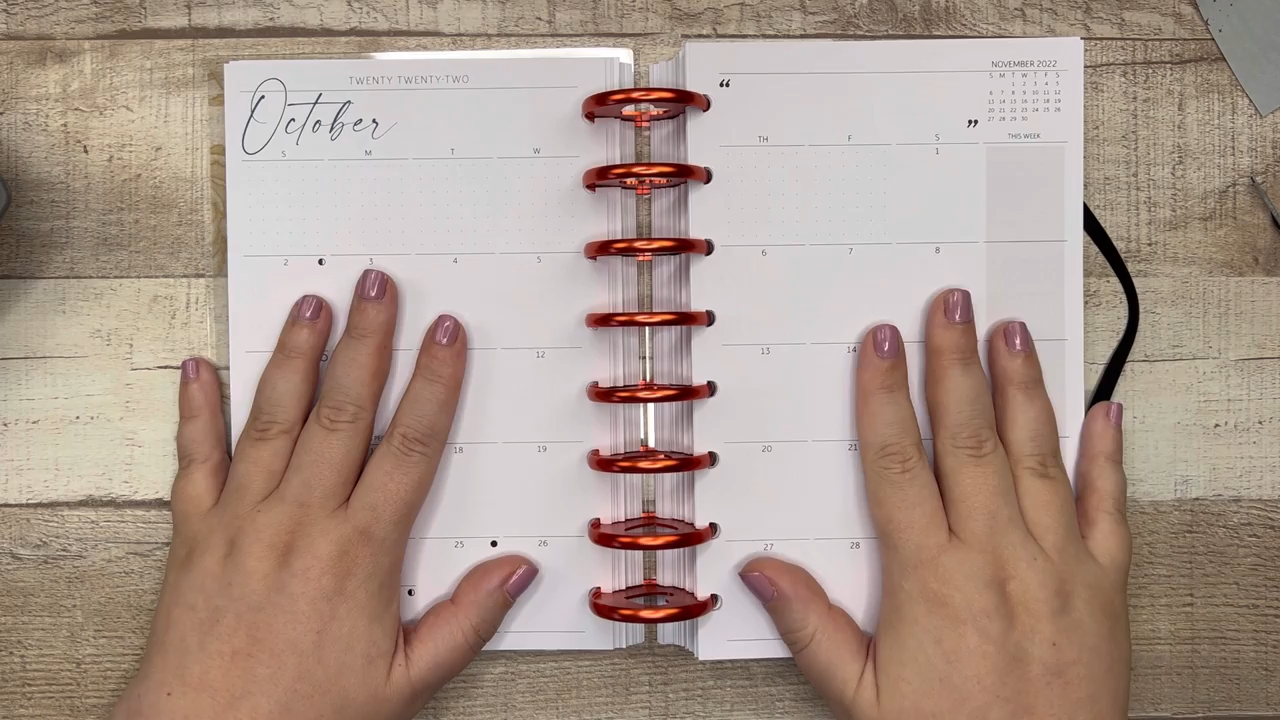 TWENTY TWENTY-TWO
October
S M T W
2 3 4 5
12
18 19
25 26
NOVEMBER 2022
S M T W T F S
1 2 3 4 5
6 7 8 9 10 11 12
13 14 15 16 17 18 19
20 21 22 23 24 25 26
27 28 29 30
“
”
TH F S THIS WEEK
1
6 7 8
13 14
20 21
27 28